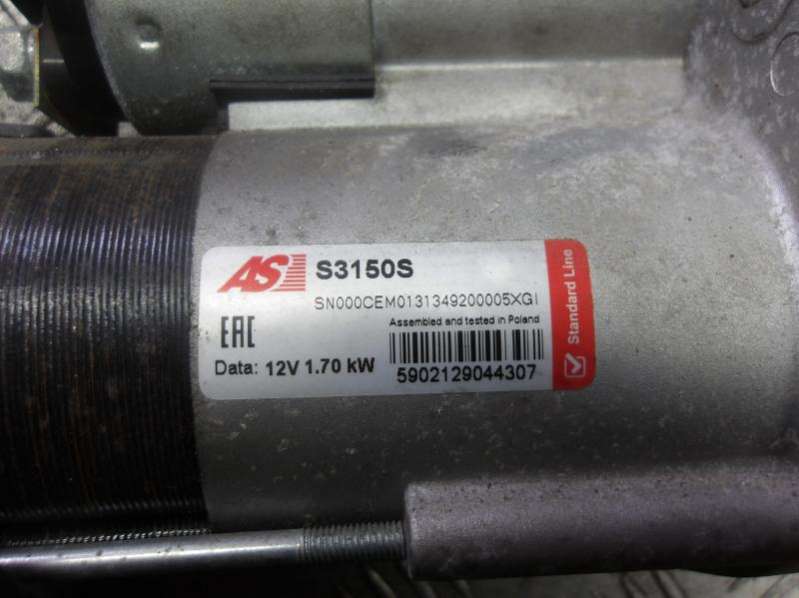 AS S3150S
SN000CEM0131349200005XGI
Assembled and tested in Poland
EAC
Data: 12V 1.70 kW
5902129044307
Standard Line